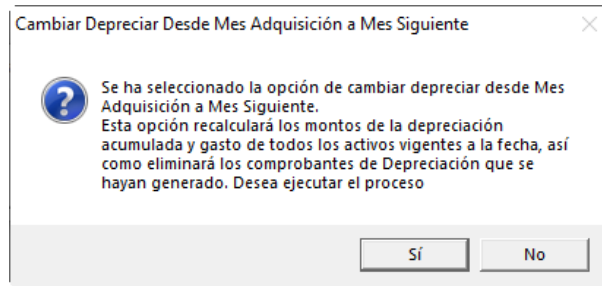 Cambiar Depreciar Desde Mes Adquisición a Mes Siguiente
Se ha seleccionado la opción de cambiar depreciar desde Mes
Adquisición a Mes Siguiente.
Esta opción recalculará los montos de la depreciación
acumulada y gasto de todos los activos vigentes a la fecha, así
como eliminará los comprobantes de Depreciación que se
hayan generado. Desea ejecutar el proceso
Sí
No